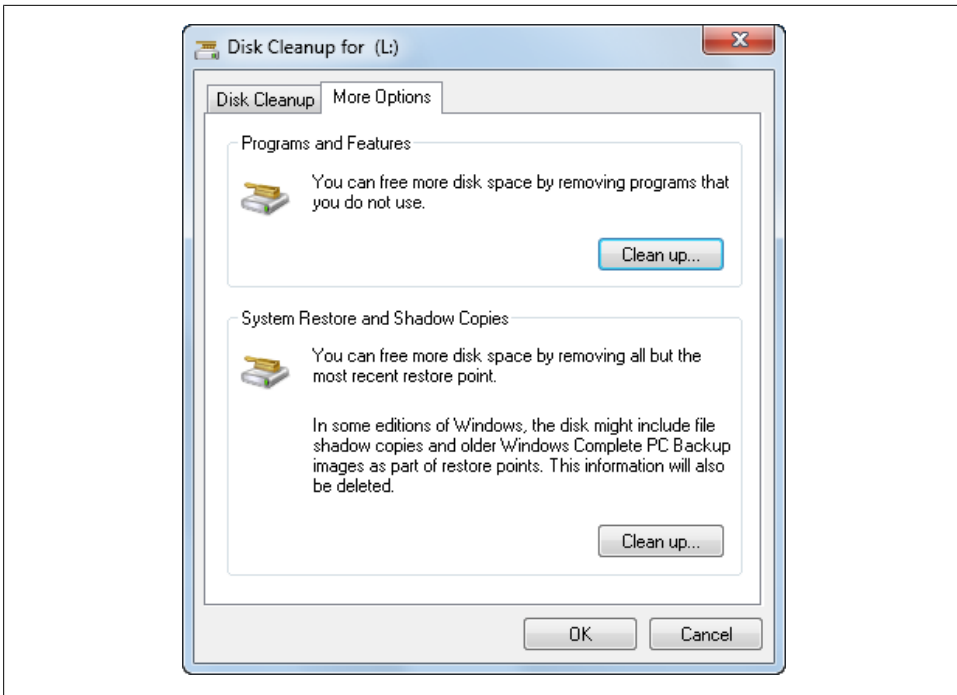 Disk Cleanup for (L:)
Disk Cleanup
More Options
Programs and Features
You can free more disk space by removing programs that
you do not use.
Clean up...
System Restore and Shadow Copies
You can free more disk space by removing all but the
most recent restore point.
In some editions of Windows, the disk might include file
shadow copies and older Windows Complete PC Backup
images as part of restore points. This information will also
be deleted.
Clean up...
OK
Cancel